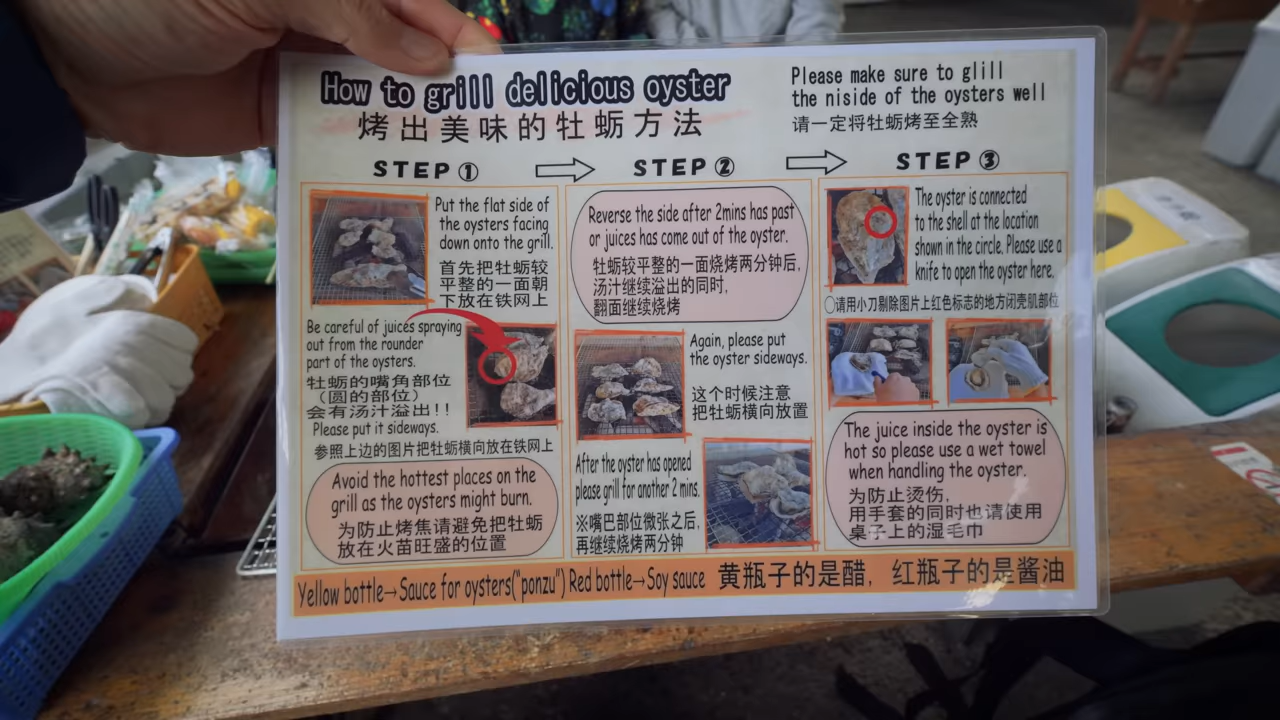 How to grill delicious oyster
烤出美味的牡蛎方法
Please make sure to glill
the niside of the oysters well
请一定将牡蛎烤至全熟
STEP①
STEP②
STEP③
Put the flat side of
the oysters facing
down onto the grill.
首先把牡蛎较
平整的一面朝
下放在铁网上
Be careful of juices spraying
out from the rounder
part of the oysters.
牡蛎的嘴角部位
（圆的部位）
会有汤汁溢出!!
Please put it sideways.
参照上边的图片把牡蛎横向放在铁网上
Avoid the hottest places on the
grill as the oysters might burn.
为防止烤焦请避免把牡蛎
放在火苗旺盛的位置
Reverse the side after 2mins has past
or juices has come out of the oyster.
牡蛎较平整的一面烧烤两分钟后,
汤汁继续溢出的同时,
翻面继续烧烤
Again, please put
the oyster sideways.
这个时候注意
把牡蛎横向放置
After the oyster has opened
please grill for another 2 mins.
※嘴巴部位微张之后,
再继续烧烤两分钟
The oyster is connected
to the shell at the location
shown in the circle. Please use a
knife to open the oyster here.
○请用小刀剔除图片上红色标志的地方闭壳肌部位
The juice inside the oyster is
hot so please use a wet towel
when handling the oyster.
为防止烫伤,
用手套的同时也请使用
桌子上的湿毛巾
Yellow bottle→Sauce for oysters("ponzu") Red bottle→Soy sauce 黄瓶子的是醋, 红瓶子的是酱油